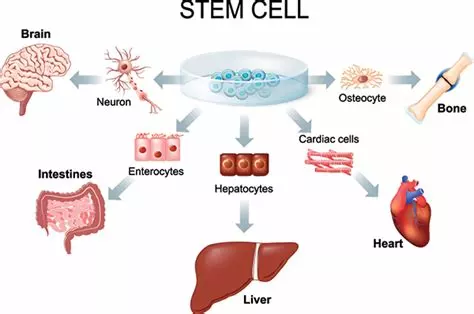 STEM CELL
Brain
Neuron
Osteocyte
Bone
Cardiac cells
Enterocytes
Intestines
Hepatocytes
Heart
Liver